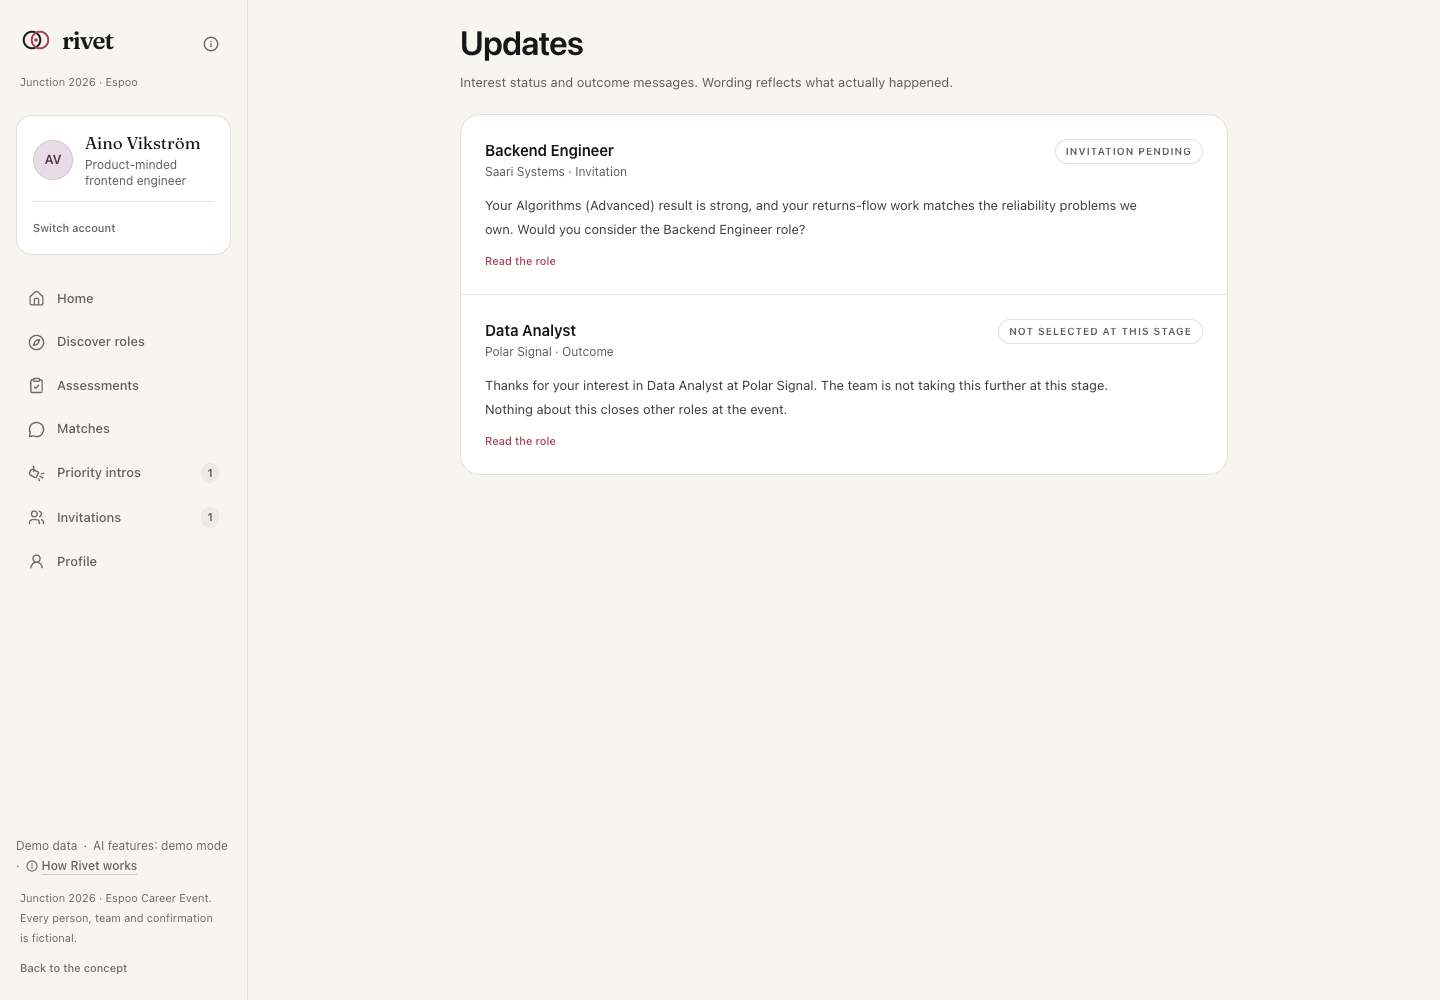 rivet
Junction 2026 · Espoo
AV
Aino Vikström
Product-minded
frontend engineer
Switch account
Home
Discover roles
Assessments
Matches
Priority intros 1
Invitations 1
Profile
Demo data · AI features: demo mode
· How Rivet works
Junction 2026 · Espoo Career Event.
Every person, team and confirmation
is fictional.
Back to the concept
Updates
Interest status and outcome messages. Wording reflects what actually happened.
Backend Engineer
INVITATION PENDING
Saari Systems · Invitation
Your Algorithms (Advanced) result is strong, and your returns-flow work matches the reliability problems we
own. Would you consider the Backend Engineer role?
Read the role
Data Analyst
NOT SELECTED AT THIS STAGE
Polar Signal · Outcome
Thanks for your interest in Data Analyst at Polar Signal. The team is not taking this further at this stage.
Nothing about this closes other roles at the event.
Read the role